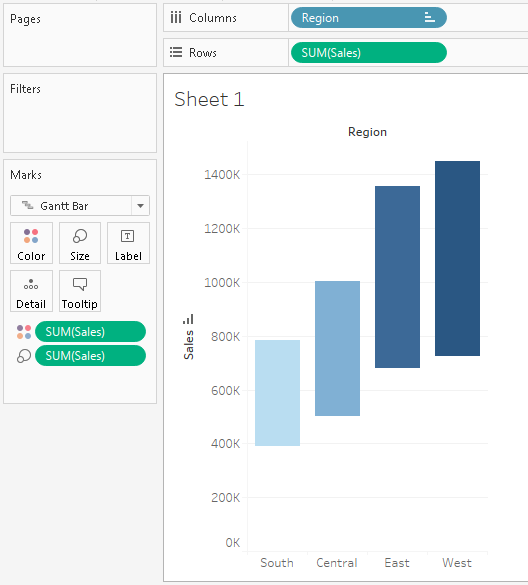 Pages
Columns
Region
Rows
SUM(Sales)
Filters
Marks
Gantt Bar
Color
Size
Label
Detail
Tooltip
SUM(Sales)
SUM(Sales)
Sheet 1
Region
Sales
1400K
1200K
1000K
800K
600K
400K
200K
0K
South Central East West